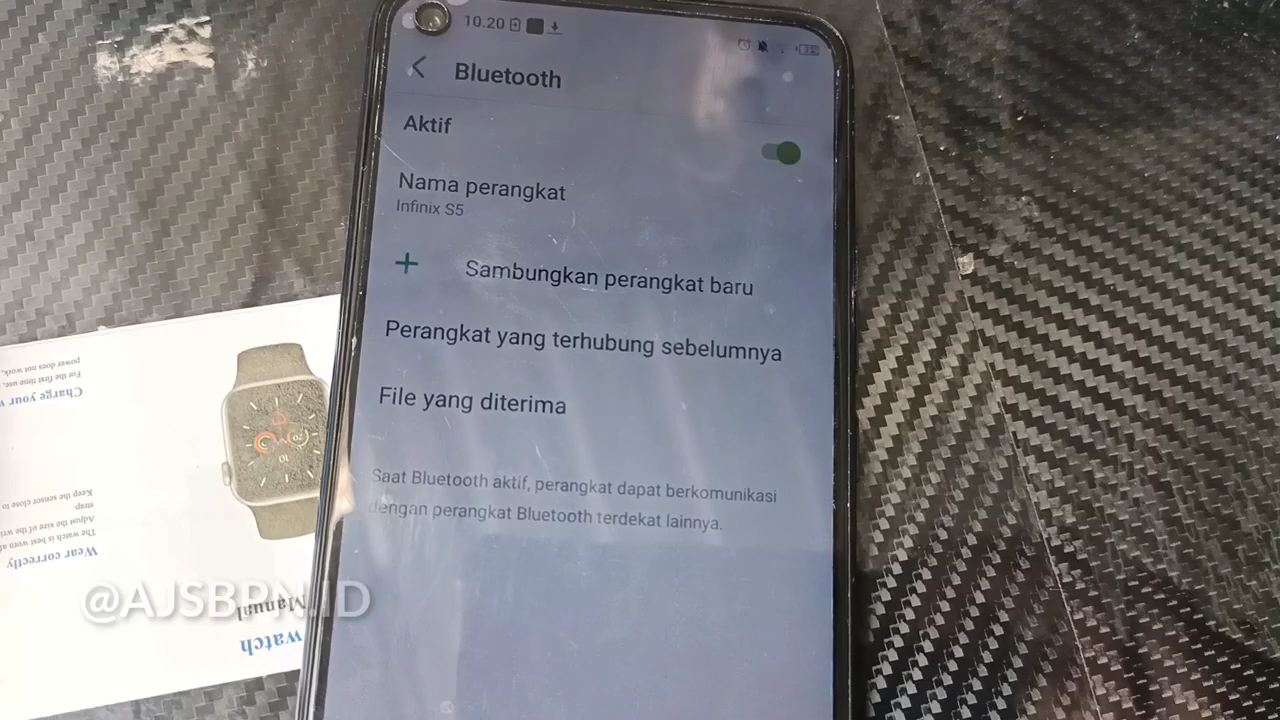 10.20
Bluetooth
Aktif
Nama perangkat
Infinix S5
+ Sambungkan perangkat baru
Perangkat yang terhubung sebelumnya
File yang diterima
Saat Bluetooth aktif, perangkat dapat berkomunikasi
dengan perangkat Bluetooth terdekat lainnya.
watch
Manual
Wear correctly
The watch is best worn
Adjust the size of the
strap.
Keep the sensor close to
Charge your
For the first time use,
power does not work,
10
@AJSBPN.ID